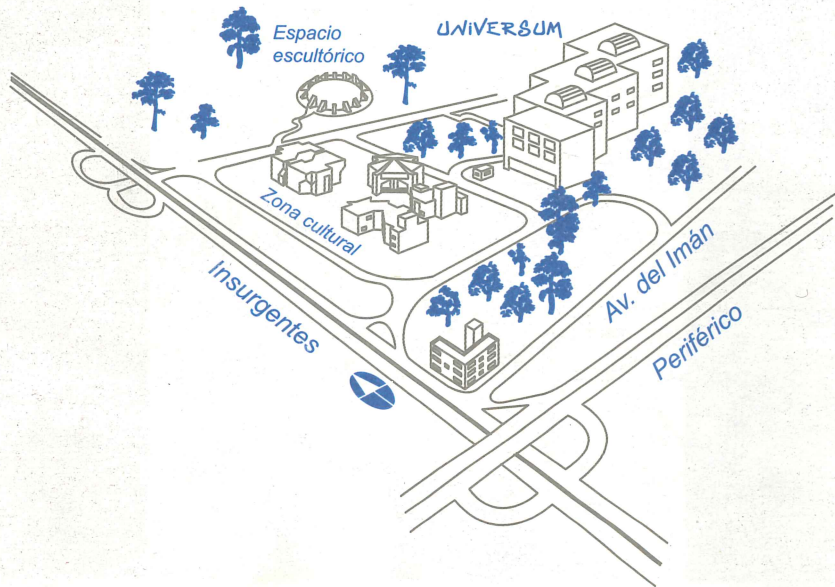 Espacio
escultórico
UNiVERSUM
Zona cultural
Insurgentes
Av. del Imán
Periférico